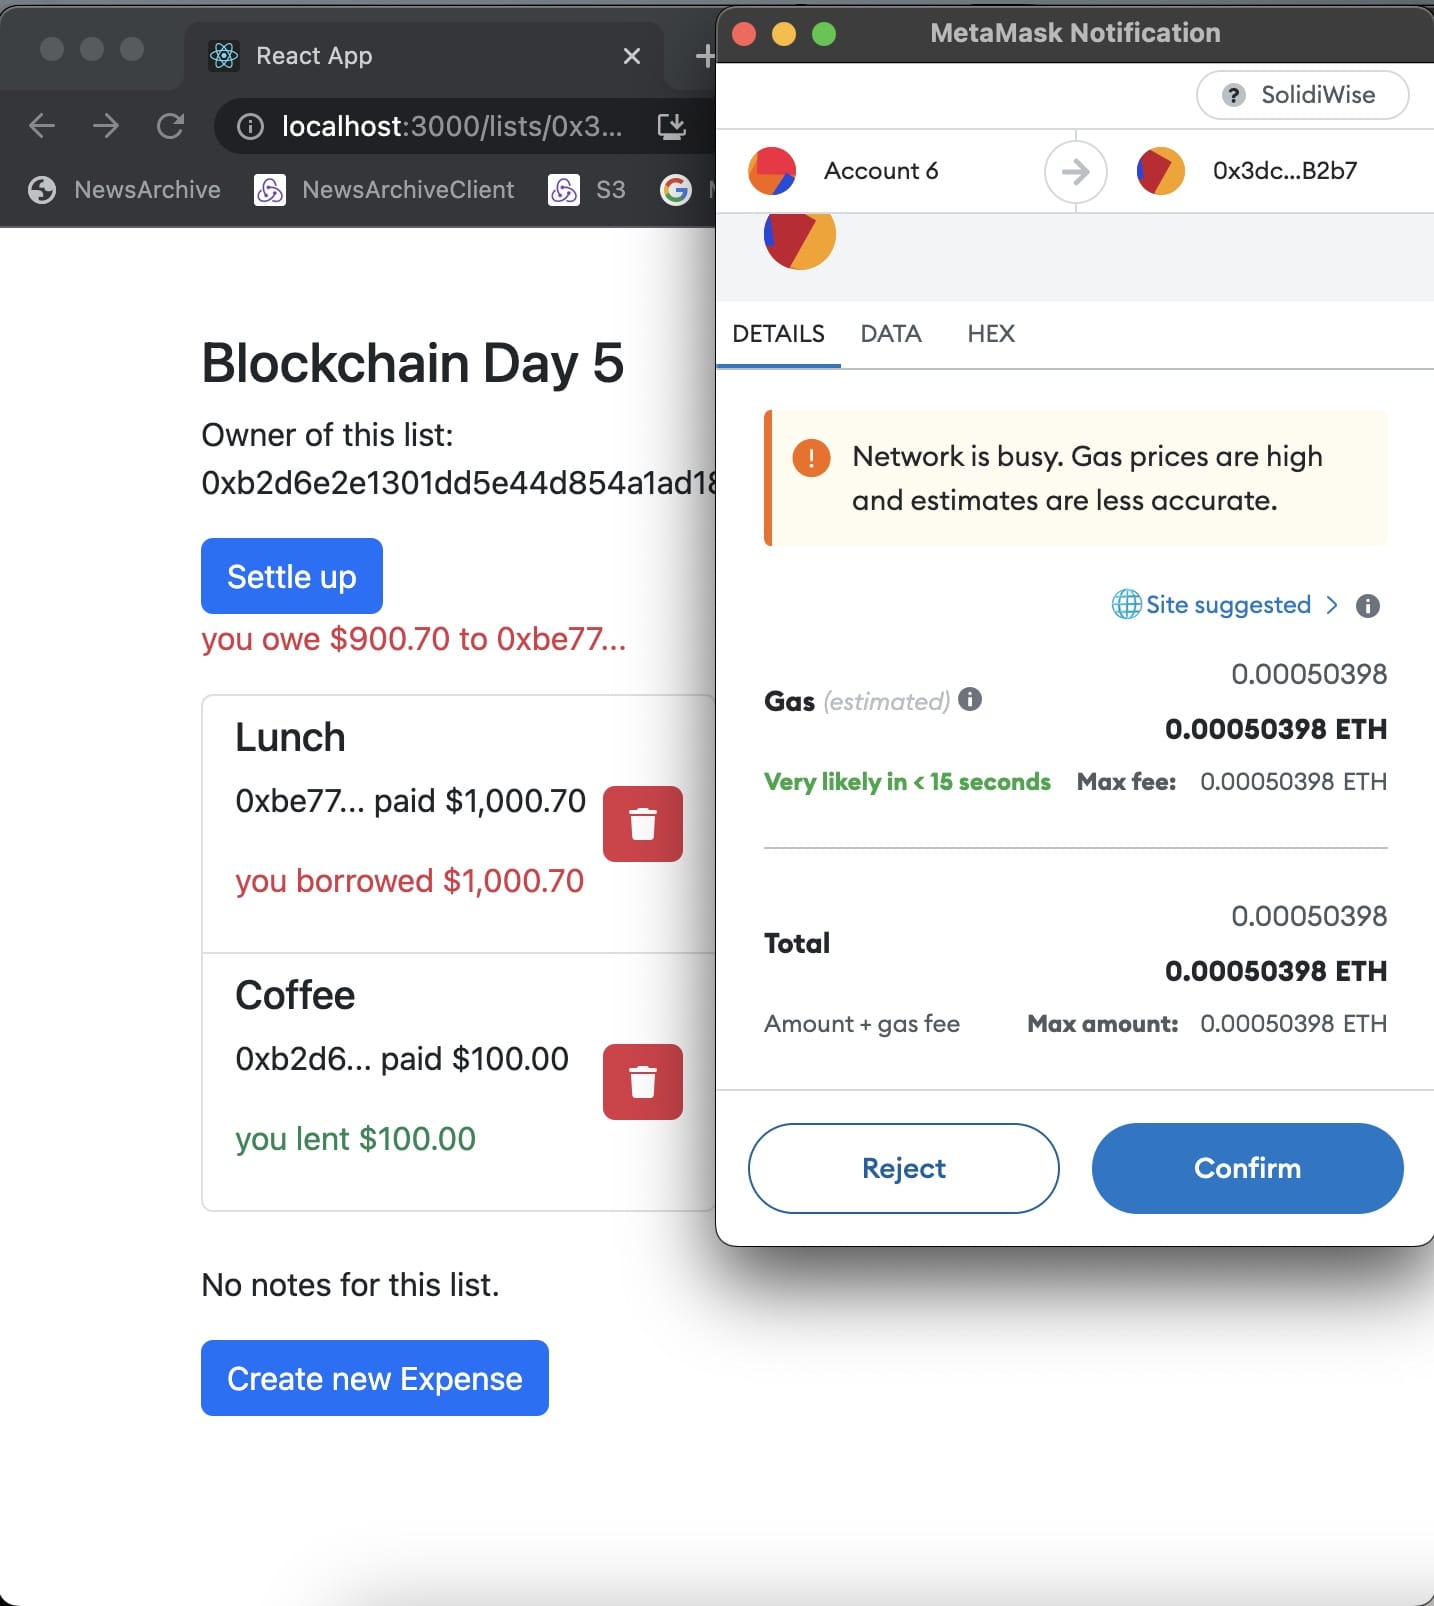 React App
localhost:3000/lists/0x3...
NewsArchive
NewsArchiveClient
S3
Blockchain Day 5
Owner of this list:
0xb2d6e2e1301dd5e44d854a1ad18
Settle up
you owe $900.70 to 0xbe77...
Lunch
0xbe77... paid $1,000.70
you borrowed $1,000.70
Coffee
0xb2d6... paid $100.00
you lent $100.00
No notes for this list.
Create new Expense
MetaMask Notification
SolidiWise
Account 6
0x3dc...B2b7
DETAILS
DATA
HEX
Network is busy. Gas prices are high
and estimates are less accurate.
Site suggested
0.00050398
Gas (estimated)
0.00050398 ETH
Very likely in < 15 seconds
Max fee: 0.00050398 ETH
0.00050398
Total
0.00050398 ETH
Amount + gas fee
Max amount: 0.00050398 ETH
Reject
Confirm